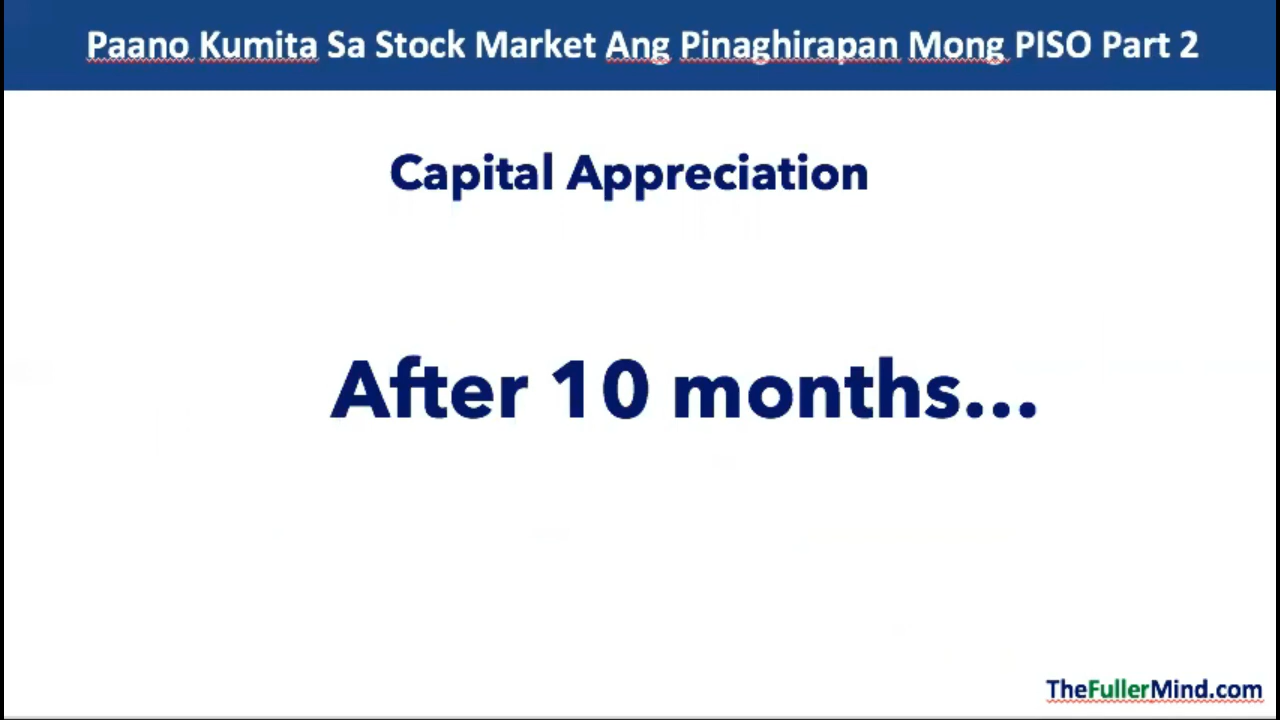 Paano Kumita Sa Stock Market Ang Pinaghirapan Mong PISO Part 2
Capital Appreciation
After 10 months...
TheFullerMind.com